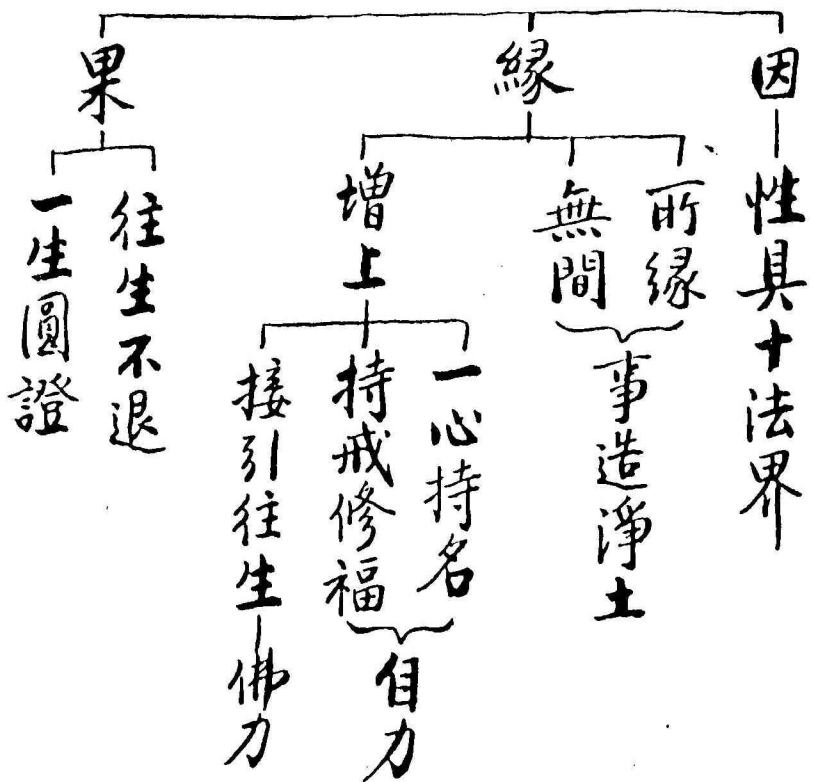 因
性具十法界
緣
所緣
無間
事造淨土
增上
一心持名
持戒修福
自力
接引往生
佛力
果
往生不退
一生圓證